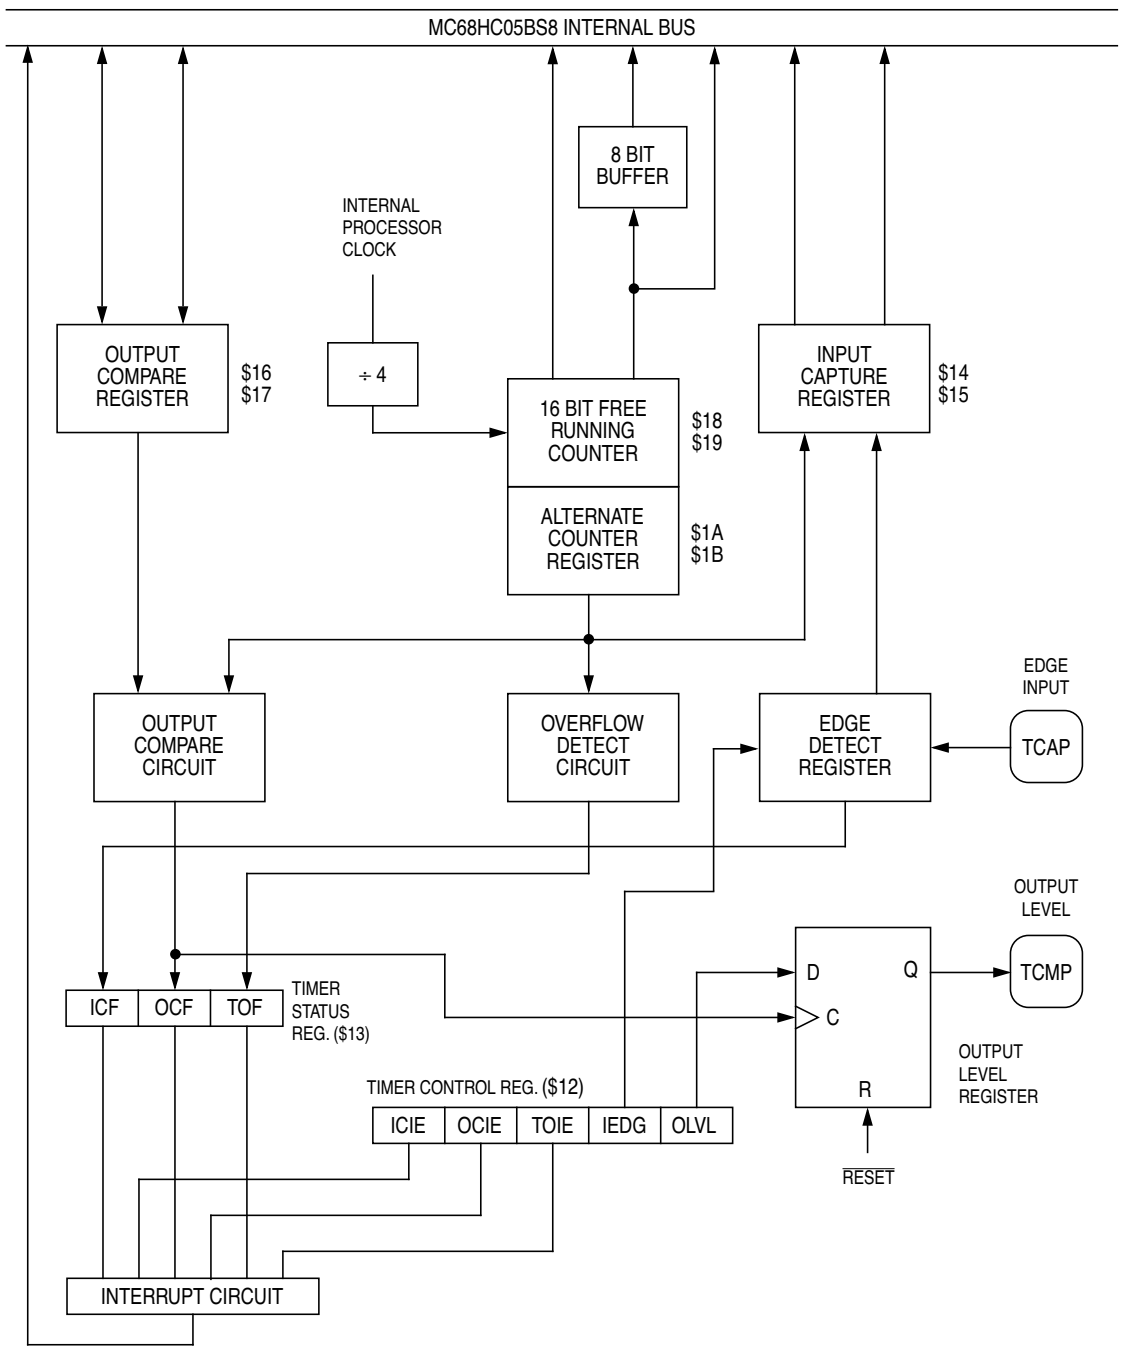 MC68HC05BS8 INTERNAL BUS
8 BIT
BUFFER
INTERNAL
PROCESSOR
CLOCK
OUTPUT
COMPARE
REGISTER
$16
$17
÷ 4
16 BIT FREE
RUNNING
COUNTER
$18
$19
INPUT
CAPTURE
REGISTER
$14
$15
ALTERNATE
COUNTER
REGISTER
$1A
$1B
OUTPUT
COMPARE
CIRCUIT
OVERFLOW
DETECT
CIRCUIT
EDGE
DETECT
REGISTER
EDGE
INPUT
TCAP
OUTPUT
LEVEL
TCMP
D
Q
C
R
OUTPUT
LEVEL
REGISTER
RESET
ICF OCF TOF
TIMER
STATUS
REG. ($13)
TIMER CONTROL REG. ($12)
ICIE OCIE TOIE IEDG OLVL
INTERRUPT CIRCUIT